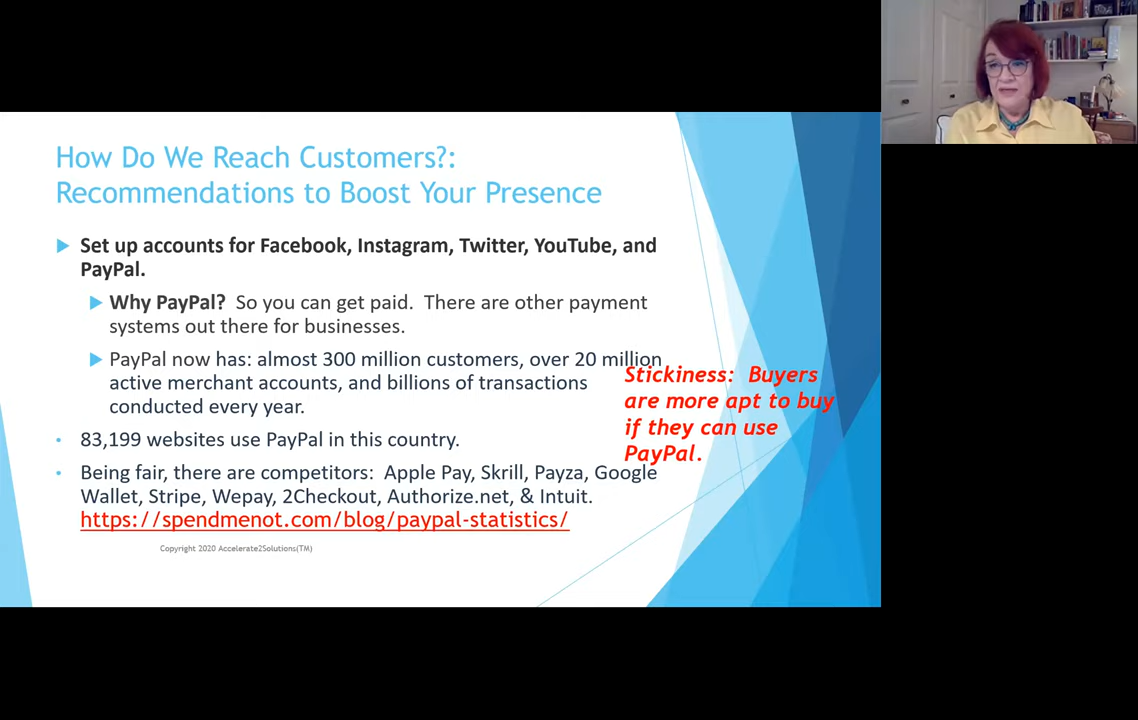 How Do We Reach Customers?:
Recommendations to Boost Your Presence
Set up accounts for Facebook, Instagram, Twitter, YouTube, and
PayPal.
Why PayPal? So you can get paid. There are other payment
systems out there for businesses.
PayPal now has: almost 300 million customers, over 20 million
active merchant accounts, and billions of transactions
conducted every year.
Stickiness: Buyers
are more apt to buy
if they can use
PayPal.
83,199 websites use PayPal in this country.
Being fair, there are competitors: Apple Pay, Skrill, Payza, Google
Wallet, Stripe, Wepay, 2Checkout, Authorize.net, & Intuit.
https://spendmenot.com/blog/paypal-statistics/
Copyright 2020 Accelerate2Solutions(TM)